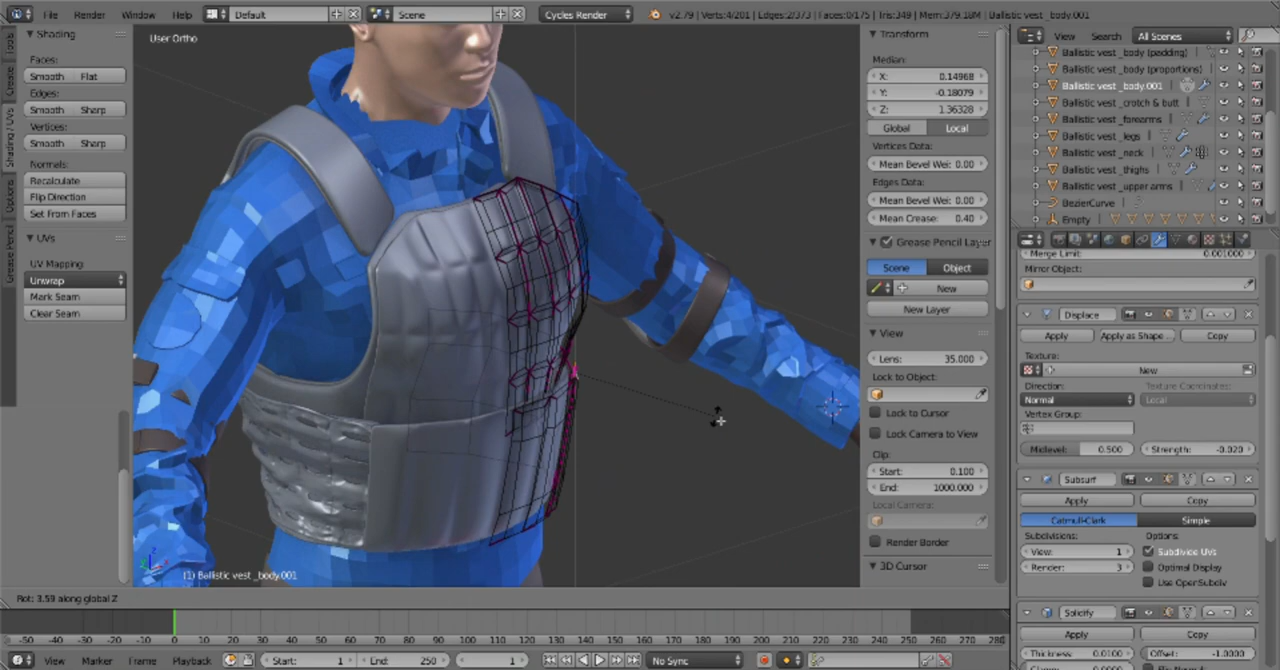 File Render Window Help Default Scene Cycles Render v2.79 | Verts:4/201 | Edges:2/373 | Faces:0/175 | Tris:349 | Mem:379.18M | Ballistic vest _body.001
Tools
Create
Shading / UVs
Options
Grease Pencil
Shading
Faces:
Smooth Flat
Edges:
Smooth Sharp
Vertices:
Smooth Sharp
Normals:
Recalculate
Flip Direction
Set From Faces
UVs
UV Mapping:
Unwrap
Mark Seam
Clear Seam
User Ortho
(1) Ballistic vest _body.001
Rot: 3.59 along global Z
Transform
Median:
X: 0.14968
Y: -0.18079
Z: 1.36328
Global Local
Vertices Data:
Mean Bevel Wei: 0.00
Edges Data:
Mean Bevel Wei: 0.00
Mean Crease: 0.40
Grease Pencil Layer
Scene Object
New
New Layer
View
Lens: 35.000
Lock to Object:
Lock to Cursor
Lock Camera to View
Clip:
Start: 0.100
End: 1000.000
Local Camera:
Render Border
3D Cursor
View Search All Scenes
Ballistic vest _body (padding)
Ballistic vest _body (proportions)
Ballistic vest _body.001
Ballistic vest _crotch & butt
Ballistic vest _forearms
Ballistic vest _legs
Ballistic vest _neck
Ballistic vest _thighs
Ballistic vest _upper arms
BezierCurve
Empty
Merge Limit: 0.001000
Mirror Object:
Displace
Apply Apply as Shape ... Copy
Texture:
New
Direction: Texture Coordinates:
Normal Local
Vertex Group:
Midlevel: 0.500 Strength: -0.020
Subsurf
Apply Copy
Catmull-Clark Simple
Subdivisions: Options:
View: 1 Subdivide UVs
Render: 3 Optimal Display
Use OpenSubdiv
Solidify
Apply Copy
Thickness: 0.0100 Offset: -1.0000
-50 -40 -30 -20 -10 0 10 20 30 40 50 60 70 80 90 100 110 120 130 140 150 160 170 180 190 200 210 220 230 240 250 260 270 280
View Marker Frame Playback Start: 1 End: 250 1 No Sync